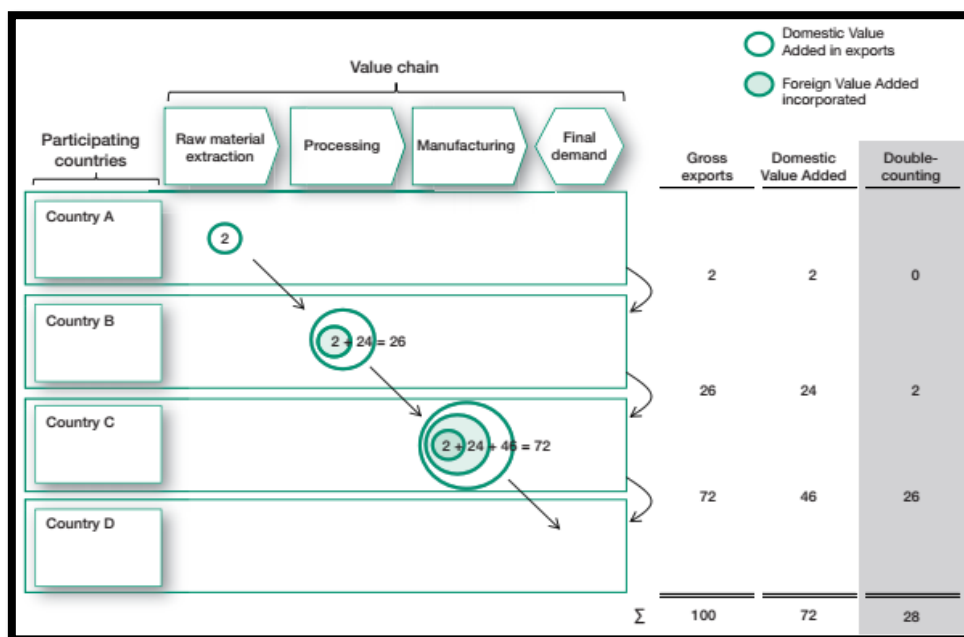 Domestic Value
Added in exports
Foreign Value Added
incorporated
Value chain
Participating
countries
Raw material
extraction
Processing
Manufacturing
Final
demand
Gross
exports
Domestic
Value Added
Double-
counting
Country A
2
2 2 0
Country B
2 + 24 = 26
26 24 2
Country C
2 + 24 + 46 = 72
72 46 26
Country D
Σ 100 72 28